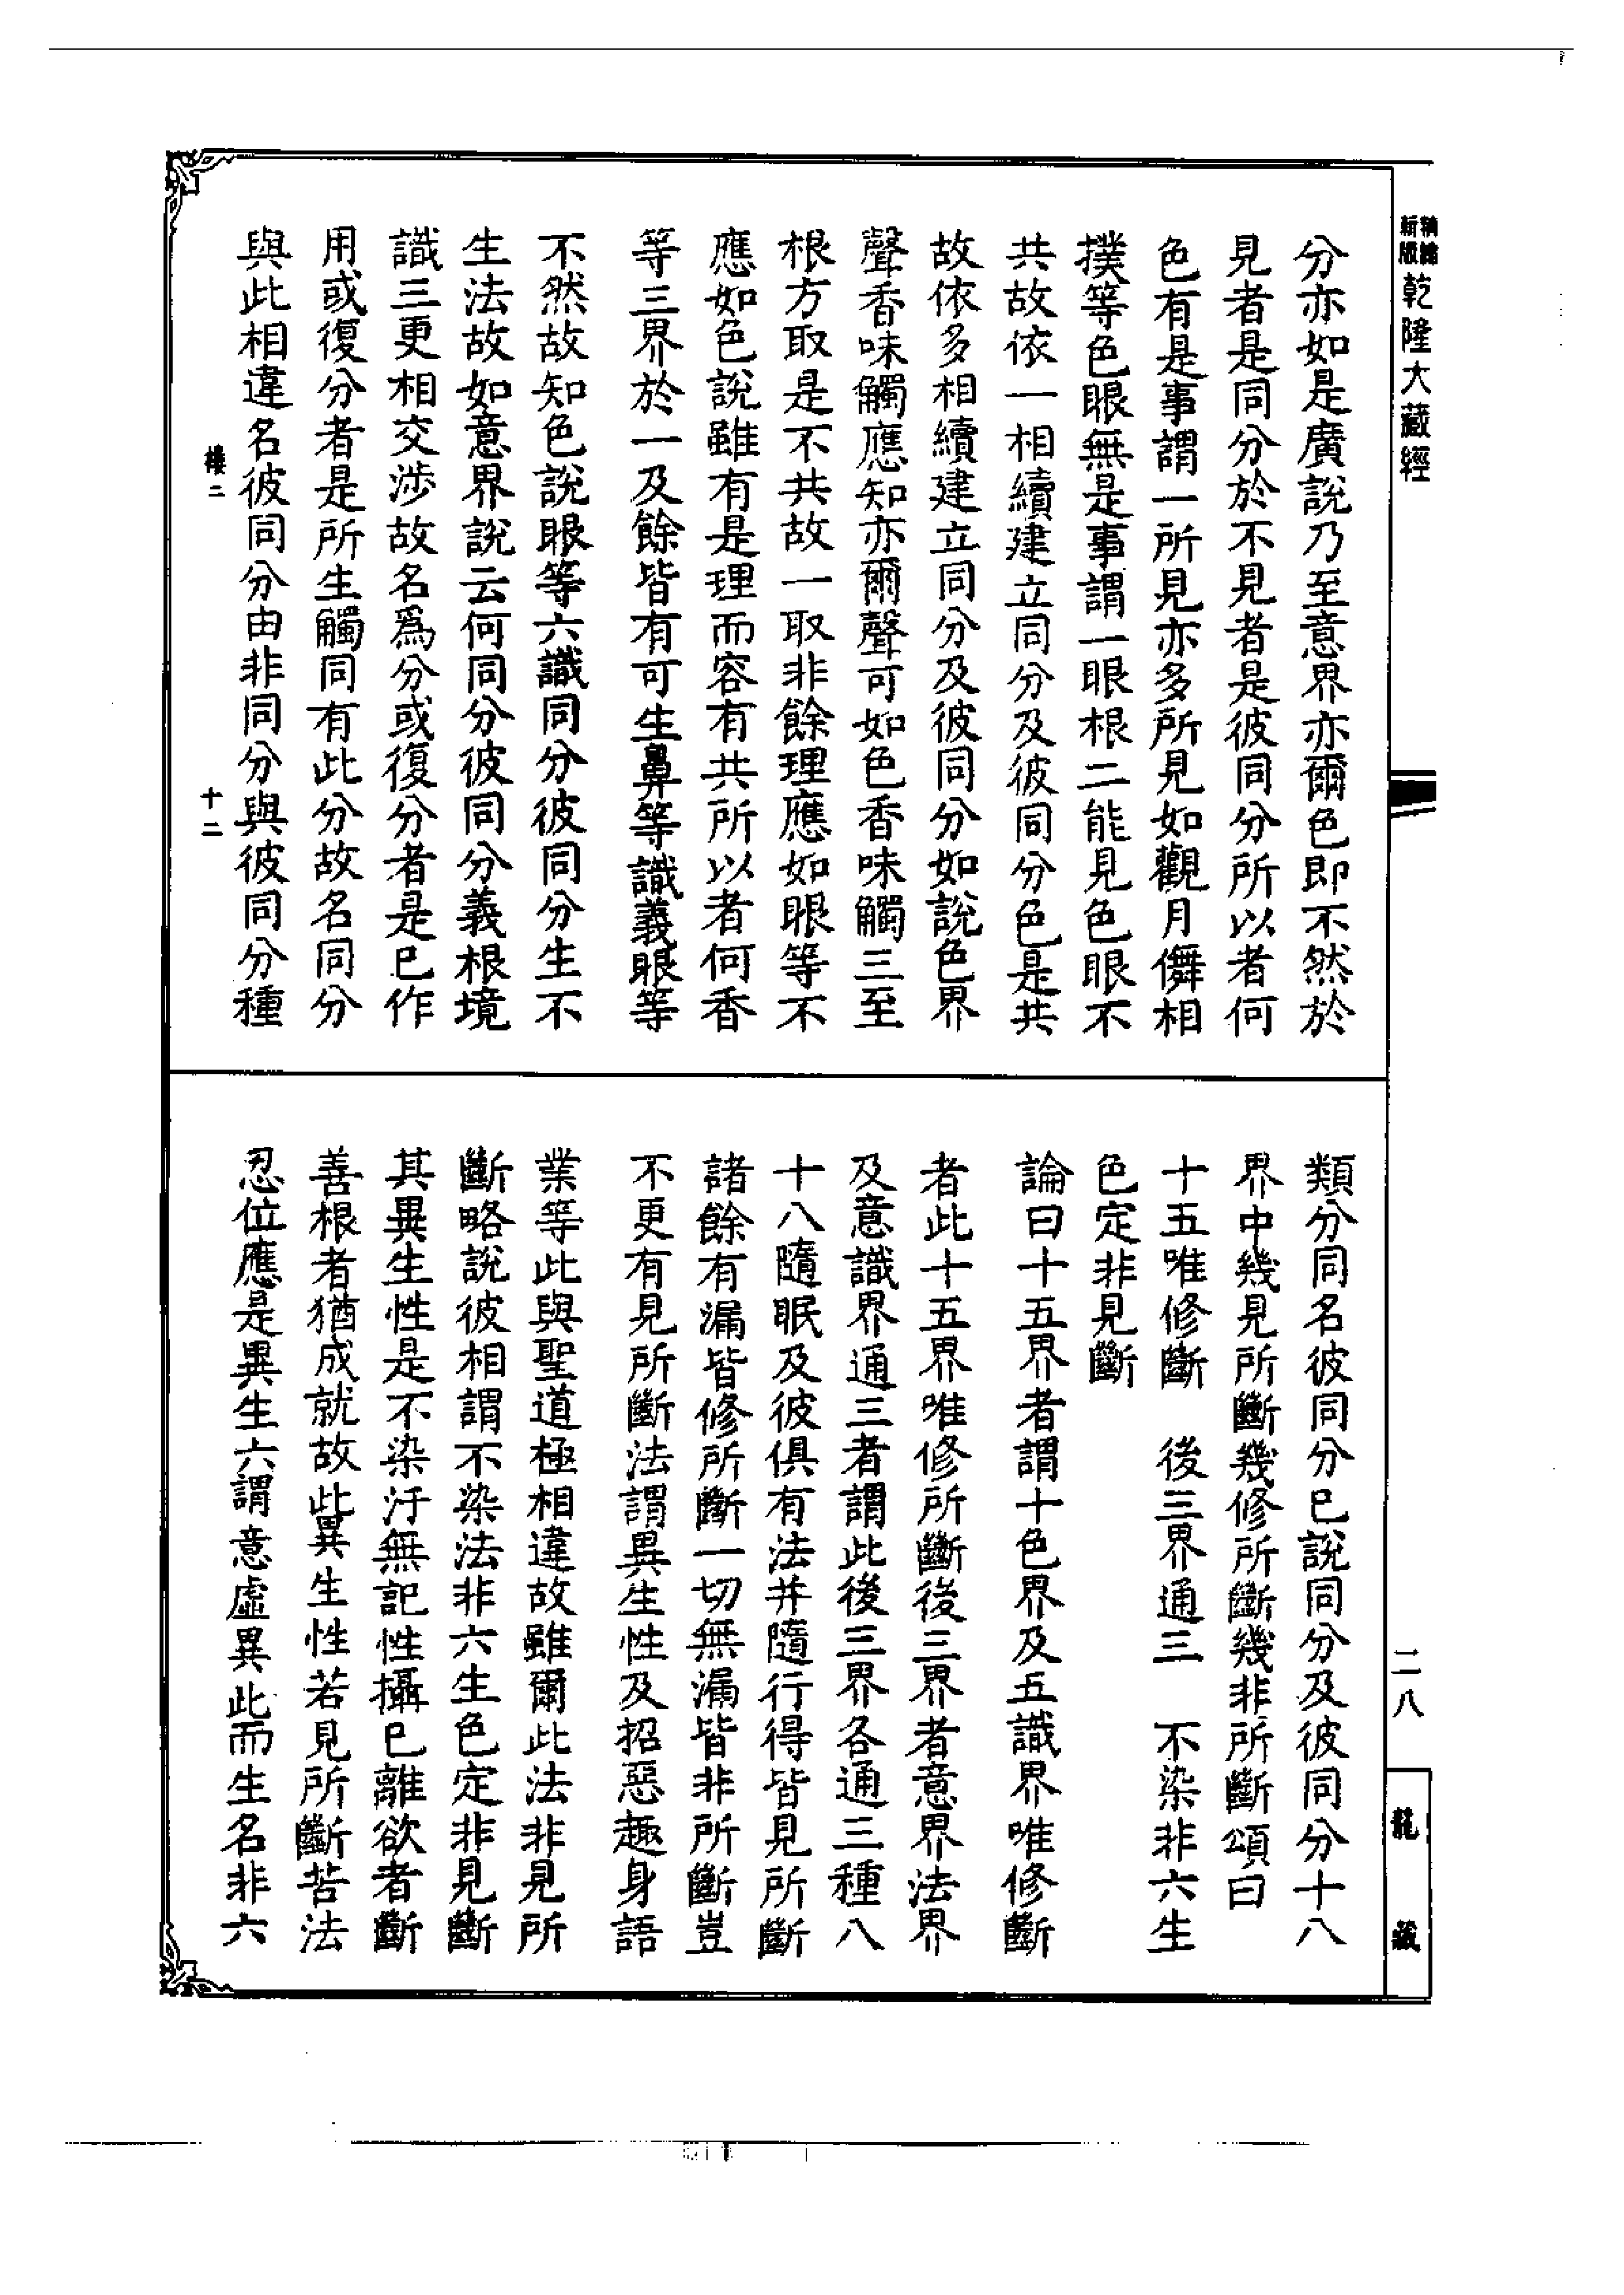 新版
精縮
乾隆大藏經
二八
龍藏
分亦如是廣說乃至意界亦爾色即不然於
見者是同分於不見者是彼同分所以者何
色有是事謂一所見亦多所見如觀月儛相
撲等色眼無是事謂一眼根二能見色眼不
共故依一相續建立同分及彼同分色是共
故依多相續建立同分及彼同分如說色界
聲香味觸應知亦爾聲可如色香味觸三至
根方取是不共故一取非餘理應如眼等不
應如色說雖有是理而容有共所以者何香
等三界於一及餘皆有可生鼻等識義眼等
不然故知色說眼等六識同分彼同分生不
生法故如意界說云何同分彼同分義根境
識三更相交涉故名為分或復分者是已作
用或復分者是所生觸同有此分故名同分
與此相違名彼同分由非同分與彼同分種
樓二
十二
類分同名彼同分已說同分及彼同分十八
界中幾見所斷幾修所斷幾非所斷頌曰
十五唯修斷 後三界通三 不染非六生
色定非見斷
論曰十五界者謂十色界及五識界唯修斷
者此十五界唯修所斷後三界者意界法界
及意識界通三者謂此後三界各通三種八
十八隨眠及彼俱有法并隨行得皆見所斷
諸餘有漏皆修所斷一切無漏皆非所斷豈
不更有見所斷法謂異生性及招惡趣身語
業等此與聖道極相違故雖爾此法非見所
斷略說彼相謂不染法非六生色定非見斷
其異生性是不染汙無記性攝已離欲者斷
善根者猶成就故此異生性若見所斷苦法
忍位應是異生六謂意處異此而生名非六